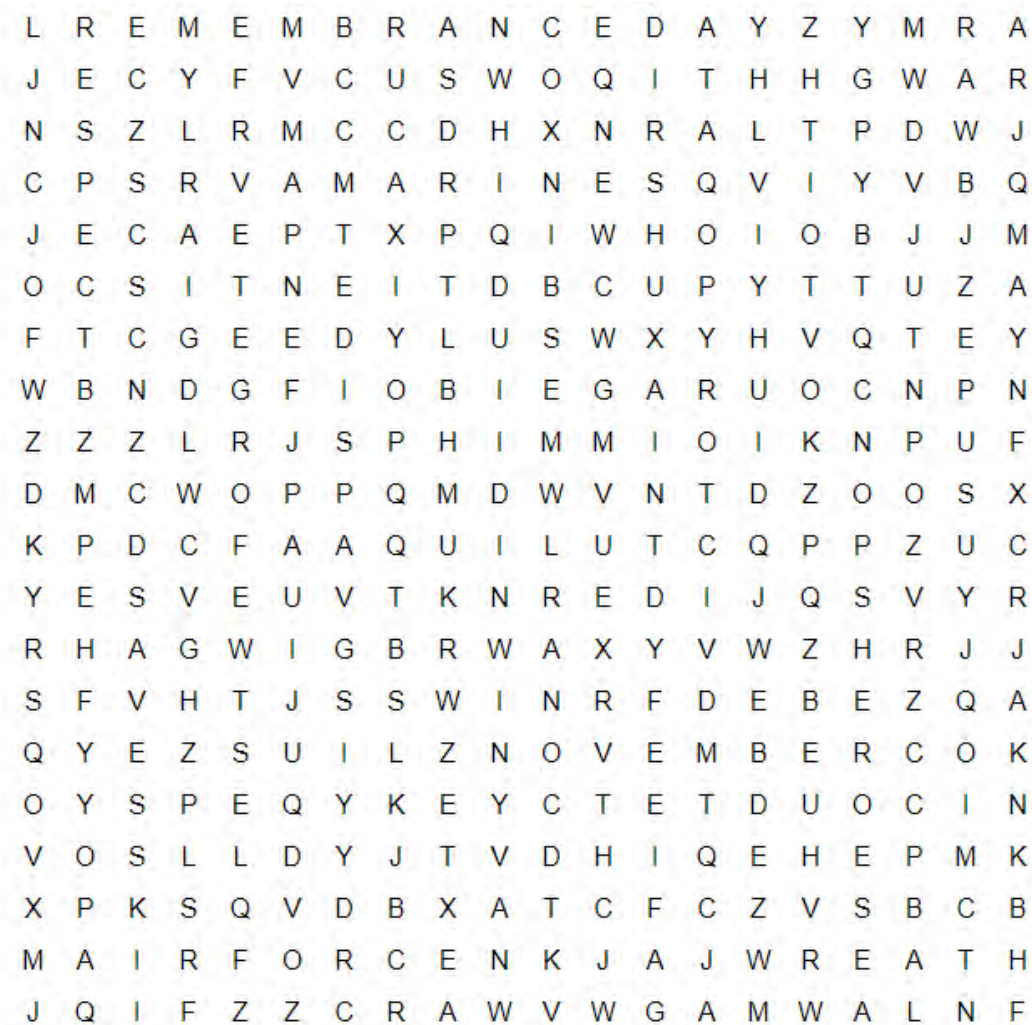 L R E M E M B R A N C E D A Y Z Y M R A
J E C Y F V C U S W O Q I T H H G W A R
N S Z L R M C C D H X N R A L T P D W J
C P S R V A M A R I N E S Q V I Y V B Q
J E C A E P T X P Q I W H O I O B J J M
O C S I T N E I T D B C U P Y T T U Z A
F T C G E E D Y L U S W X Y H V Q T E Y
W B N D G F I O B I E G A R U O C N P N
Z Z Z L R J S P H I M M I O I K N P U F
D M C W O P P Q M D W V N T D Z O O S X
K P D C F A A Q U I L U T C Q P P Z U C
Y E S V E U V T K N R E D I J Q S V Y R
R H A G W I G B R W A X Y V W Z H R J J
S F V H T J S S W I N R F D E B E Z Q A
Q Y E Z S U I L Z N O V E M B E R C O K
O Y S P E Q Y K E Y C T E T D U O C I N
V O S L L D Y J T V D H I Q E H E P M K
X P K S Q V D B X A T C F C Z V S B C B
M A I R F O R C E N K J A J W R E A T H
J Q I F Z Z C R A W V W G A M W A L N F